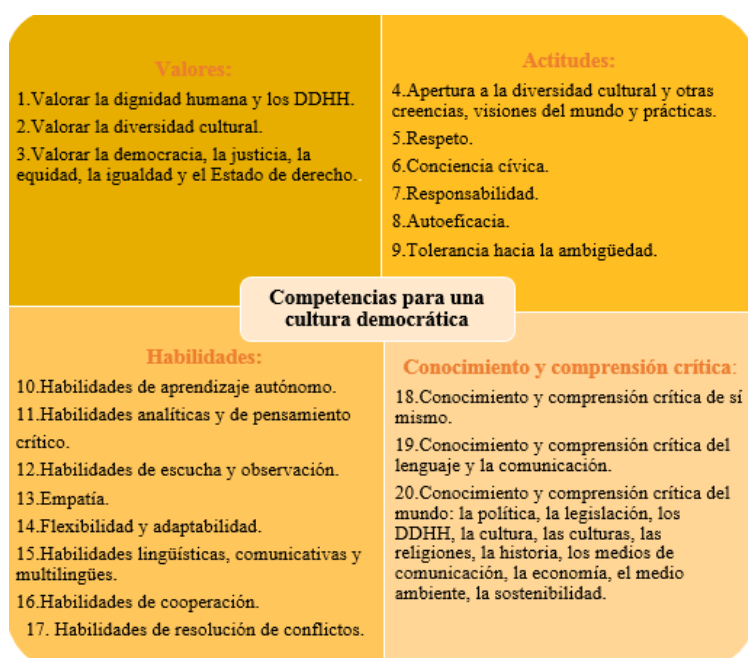 Valores:
1.Valorar la dignidad humana y los DDHH.
2.Valorar la diversidad cultural.
3.Valorar la democracia, la justicia, la
equidad, la igualdad y el Estado de derecho..
Actitudes:
4.Apertura a la diversidad cultural y otras
creencias, visiones del mundo y prácticas.
5.Respeto.
6.Conciencia cívica.
7.Responsabilidad.
8.Autoeficacia.
9.Tolerancia hacia la ambigüedad.
Competencias para una
cultura democrática
Habilidades:
10.Habilidades de aprendizaje autónomo.
11.Habilidades analíticas y de pensamiento
crítico.
12.Habilidades de escucha y observación.
13.Empatía.
14.Flexibilidad y adaptabilidad.
15.Habilidades lingüísticas, comunicativas y
multilingües.
16.Habilidades de cooperación.
17. Habilidades de resolución de conflictos.
Conocimiento y comprensión crítica:
18.Conocimiento y comprensión crítica de sí
mismo.
19.Conocimiento y comprensión crítica del
lenguaje y la comunicación.
20.Conocimiento y comprensión crítica del
mundo: la política, la legislación, los
DDHH, la cultura, las culturas, las
religiones, la historia, los medios de
comunicación, la economía, el medio
ambiente, la sostenibilidad.